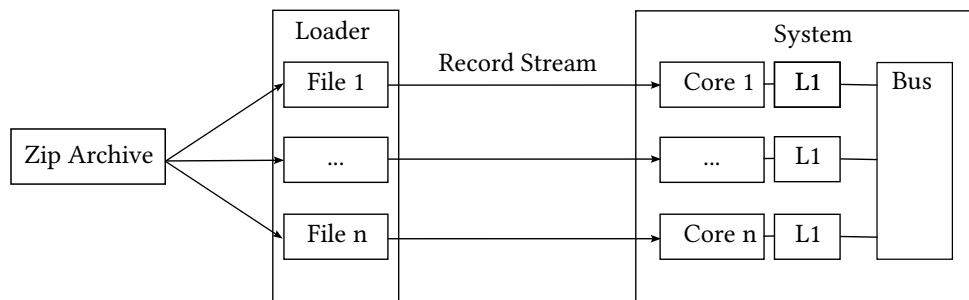 Loader
System
Record Stream
File 1
Core 1
L1
Bus
Zip Archive
...
...
L1
File n
Core n
L1